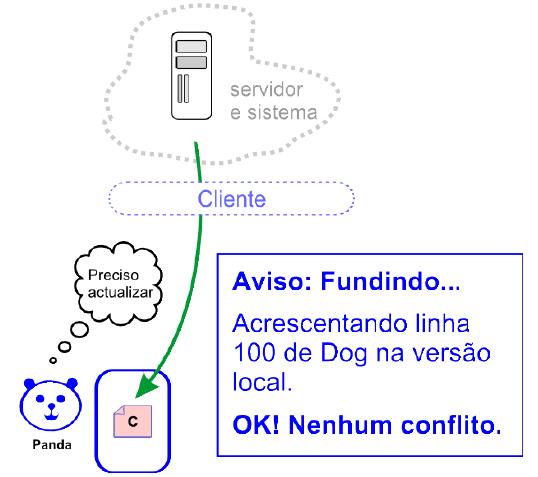 servidor
e sistema
Cliente
Preciso
actualizar
Aviso: Fundindo...
Acrescentando linha
100 de Dog na versão
local.
OK! Nenhum conflito.
C
Panda